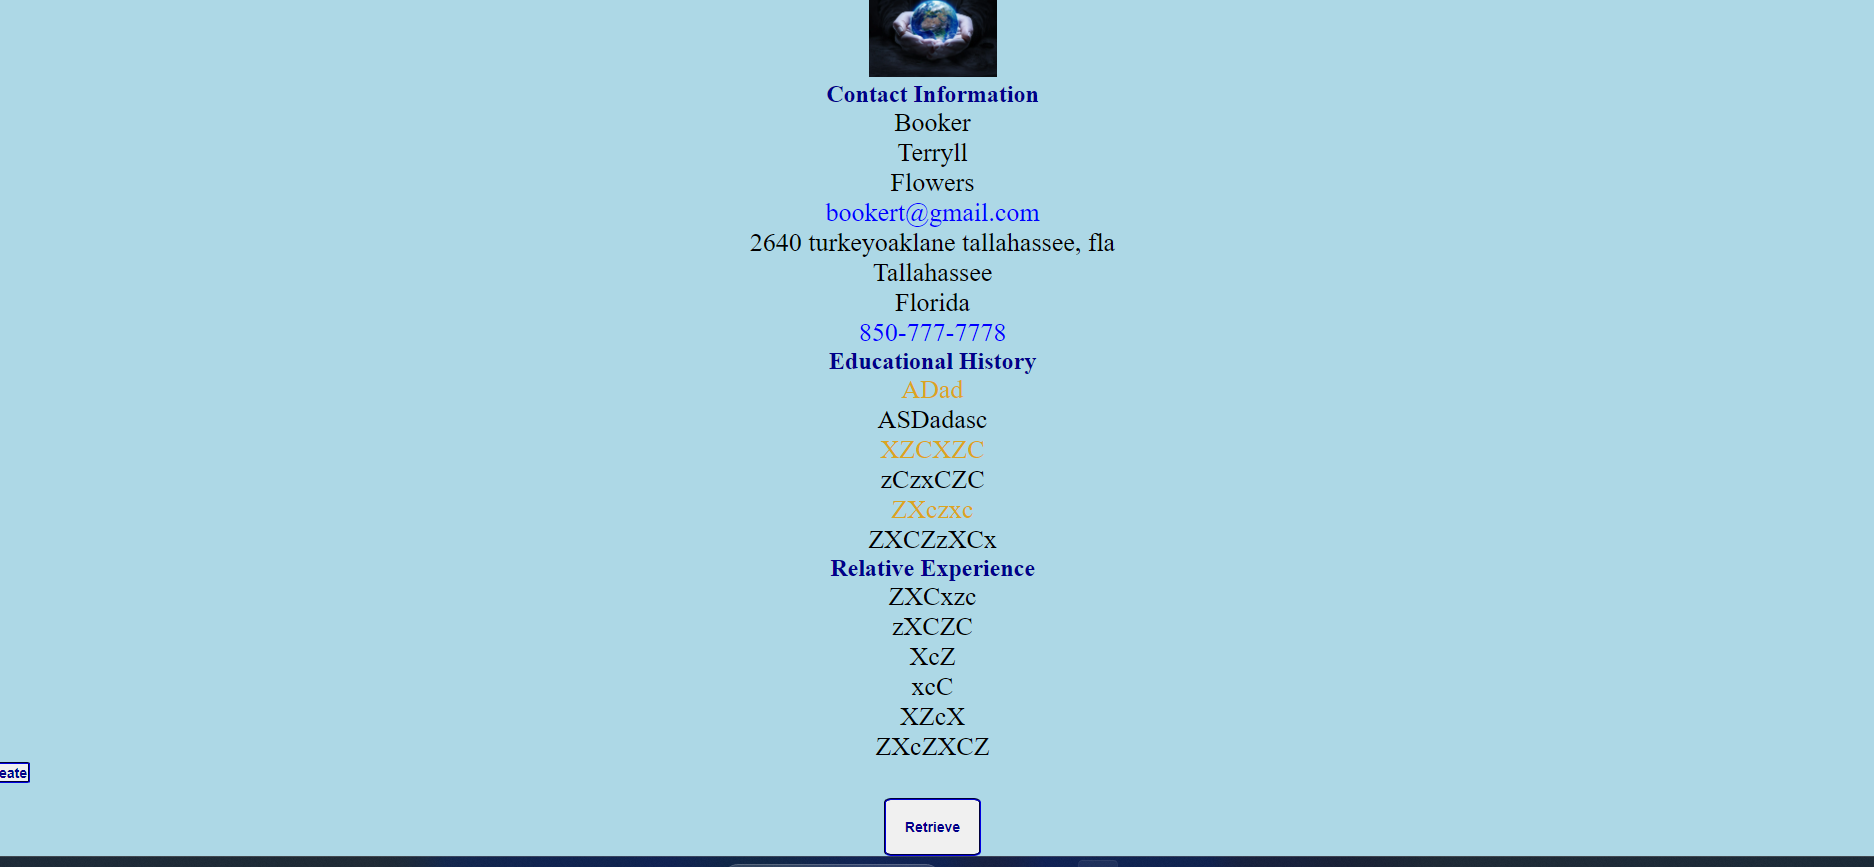 Contact Information
Booker
Terryll
Flowers
bookert@gmail.com
2640 turkeyoaklane tallahassee, fla
Tallahassee
Florida
850-777-7778
Educational History
ADad
ASDadasc
XZCXZC
zCzxCZC
ZXczxc
ZXCZzXCx
Relative Experience
ZXCxzc
zXCZC
XcZ
xcC
XZcX
ZXcZXCZ
eate
Retrieve